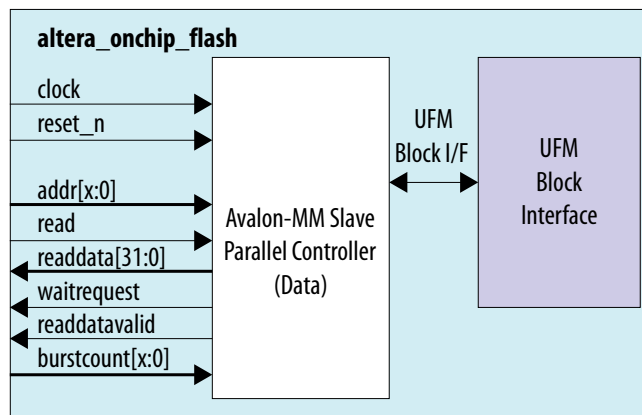 altera_onchip_flash
clock
reset_n
addr[x:0]
read
readdata[31:0]
waitrequest
readdatavalid
burstcount[x:0]
Avalon-MM Slave
Parallel Controller
(Data)
UFM
Block I/F
UFM
Block
Interface